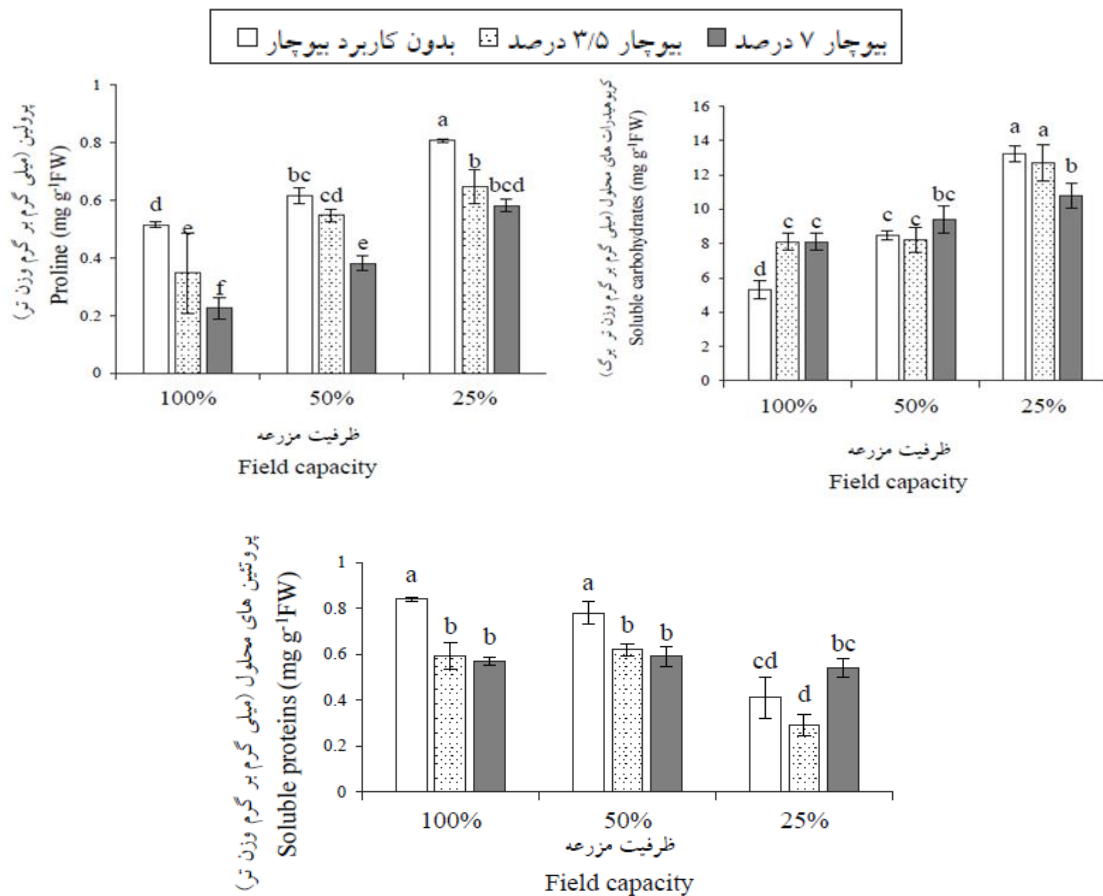 بدون کاربرد بیوچار بیوچار ۳/۵ درصد بیوچار ۷ درصد
پرولین (میلی گرم بر گرم وزن تر)
Proline (mg g-1FW)
1
0.8
0.6
0.4
0.2
0
d e f
bc cd e
a b bcd
100% 50% 25%
ظرفیت مزرعه
Field capacity
کربوهیدرات های محلول (میلی گرم بر گرم وزن تر برگ)
Soluble carbohydrates (mg g-1FW)
16
14
12
10
8
6
4
2
0
d c c
c c bc
a a b
100% 50% 25%
ظرفیت مزرعه
Field capacity
پروتئین های محلول (میلی گرم بر گرم وزن تر)
Soluble proteins (mg g-1FW)
1
0.8
0.6
0.4
0.2
0
a b b
a b b
cd d bc
100% 50% 25%
ظرفیت مزرعه
Field capacity